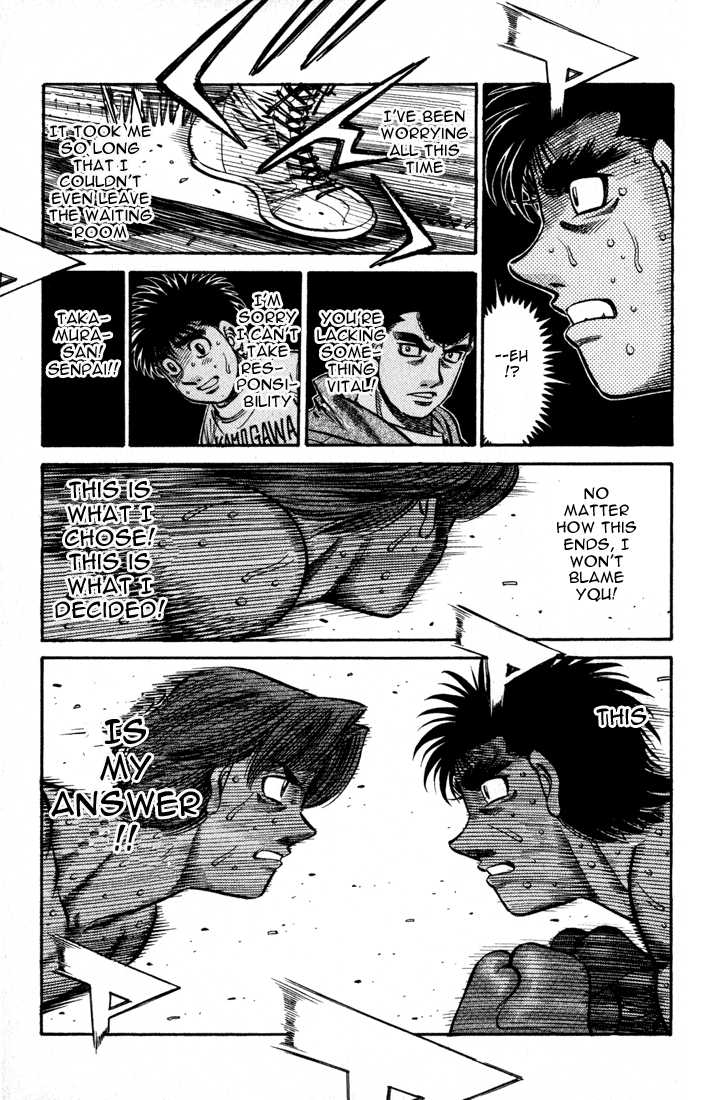 --EH
!?
I'VE BEEN
WORRYING
ALL THIS
TIME
IT TOOK ME
SO LONG
THAT I
COULDN'T
EVEN LEAVE
THE WAITING
ROOM
YOU'RE
LACKING
SOME-
THING
VITAL!
I'M
SORRY
I CAN'T
TAKE
RES-
PONSI-
BILITY
KAMOGAWA
TAKA-
MURA-
SAN!
SENPAI!!
NO
MATTER
HOW THIS
ENDS, I
WON'T
BLAME
YOU!
THIS IS
WHAT I
CHOSE!
THIS IS
WHAT I
DECIDED!
THIS
IS
MY
ANSWER
!!